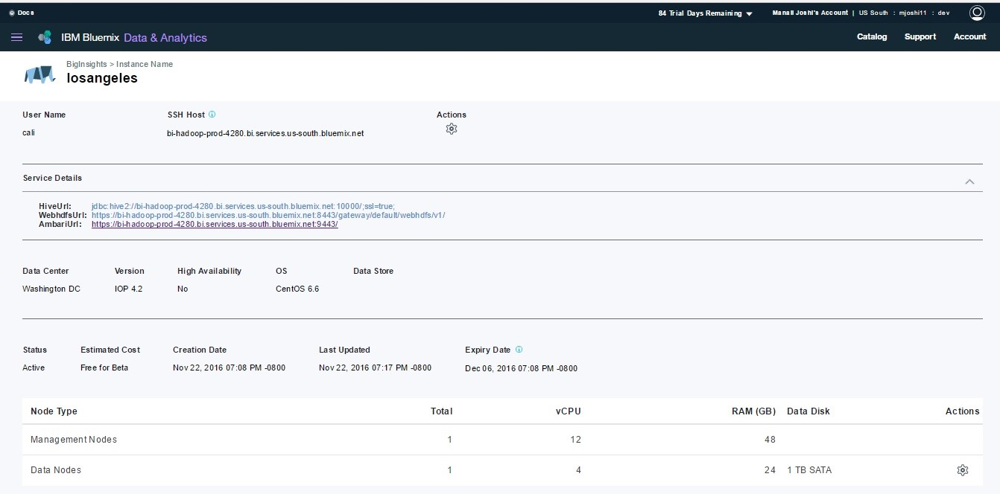 Docs
84 Trial Days Remaining
Manali Joshi's Account | US South : mjoshi11 : dev
IBM Bluemix Data & Analytics
Catalog Support Account
BigInsights > Instance Name
losangeles
User Name SSH Host Actions
cali bi-hadoop-prod-4280.bi.services.us-south.bluemix.net
Service Details
HiveUrl: jdbc:hive2://bi-hadoop-prod-4280.bi.services.us-south.bluemix.net:10000/;ssl=true;
WebhdfsUrl: https://bi-hadoop-prod-4280.bi.services.us-south.bluemix.net:8443/gateway/default/webhdfs/v1/
AmbariUrl: https://bi-hadoop-prod-4280.bi.services.us-south.bluemix.net:9443/
Data Center Version High Availability OS Data Store
Washington DC IOP 4.2 No CentOS 6.6
Status Estimated Cost Creation Date Last Updated Expiry Date
Active Free for Beta Nov 22, 2016 07:08 PM -0800 Nov 22, 2016 07:17 PM -0800 Dec 06, 2016 07:08 PM -0800
Node Type Total vCPU RAM (GB) Data Disk Actions
Management Nodes 1 12 48
Data Nodes 1 4 24 1 TB SATA